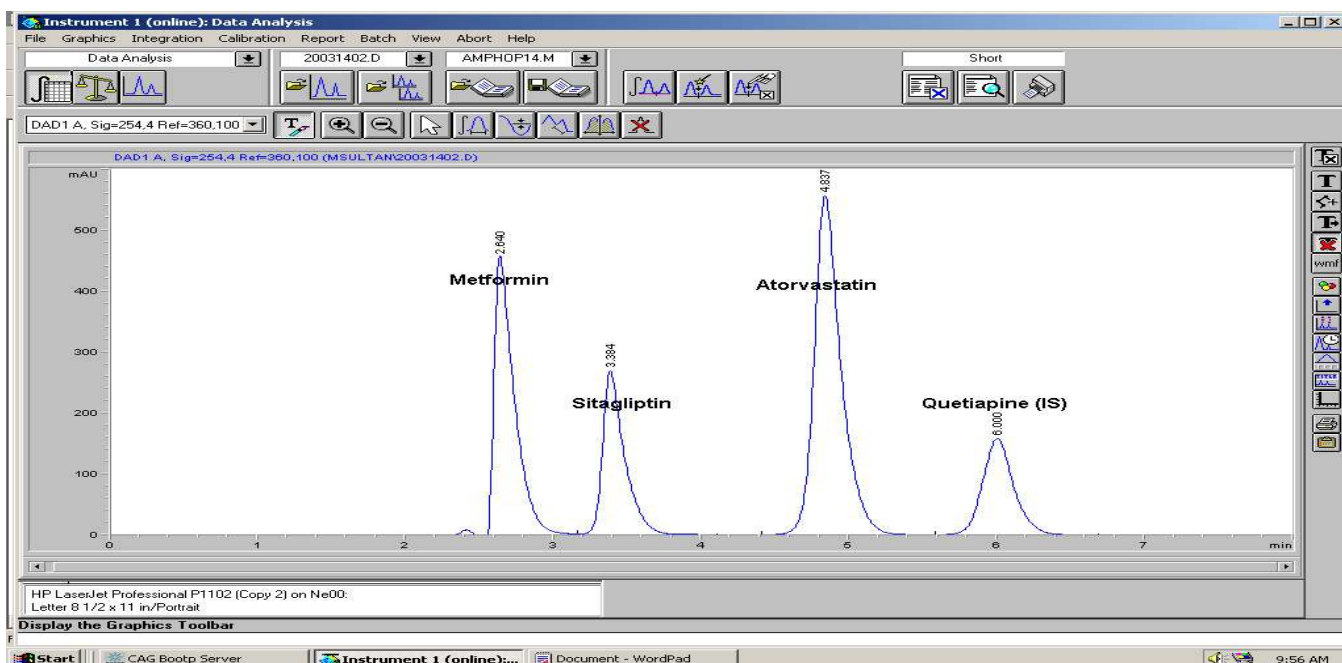 Instrument 1 (online): Data Analysis
File Graphics Integration Calibration Report Batch View Abort Help
Data Analysis 20031402.D AMPHOP14.M Short
DAD1 A, Sig=254,4 Ref=360,100
DAD1 A, Sig=254,4 Ref=360,100 (MSULTAN\20031402.D)
mAU
500
400
300
200
100
0
2.640
Metformin
3.384
Sitagliptin
4.837
Atorvastatin
6.000
Quetiapine (IS)
0 1 2 3 4 5 6 7 min
T
T
T
wmf
TITLE
HP LaserJet Professional P1102 (Copy 2) on Ne00:
Letter 8 1/2 x 11 in/Portrait
Display the Graphics Toolbar
F
Start CAG Bootp Server Instrument 1 (online):... Document - WordPad 9:56 AM